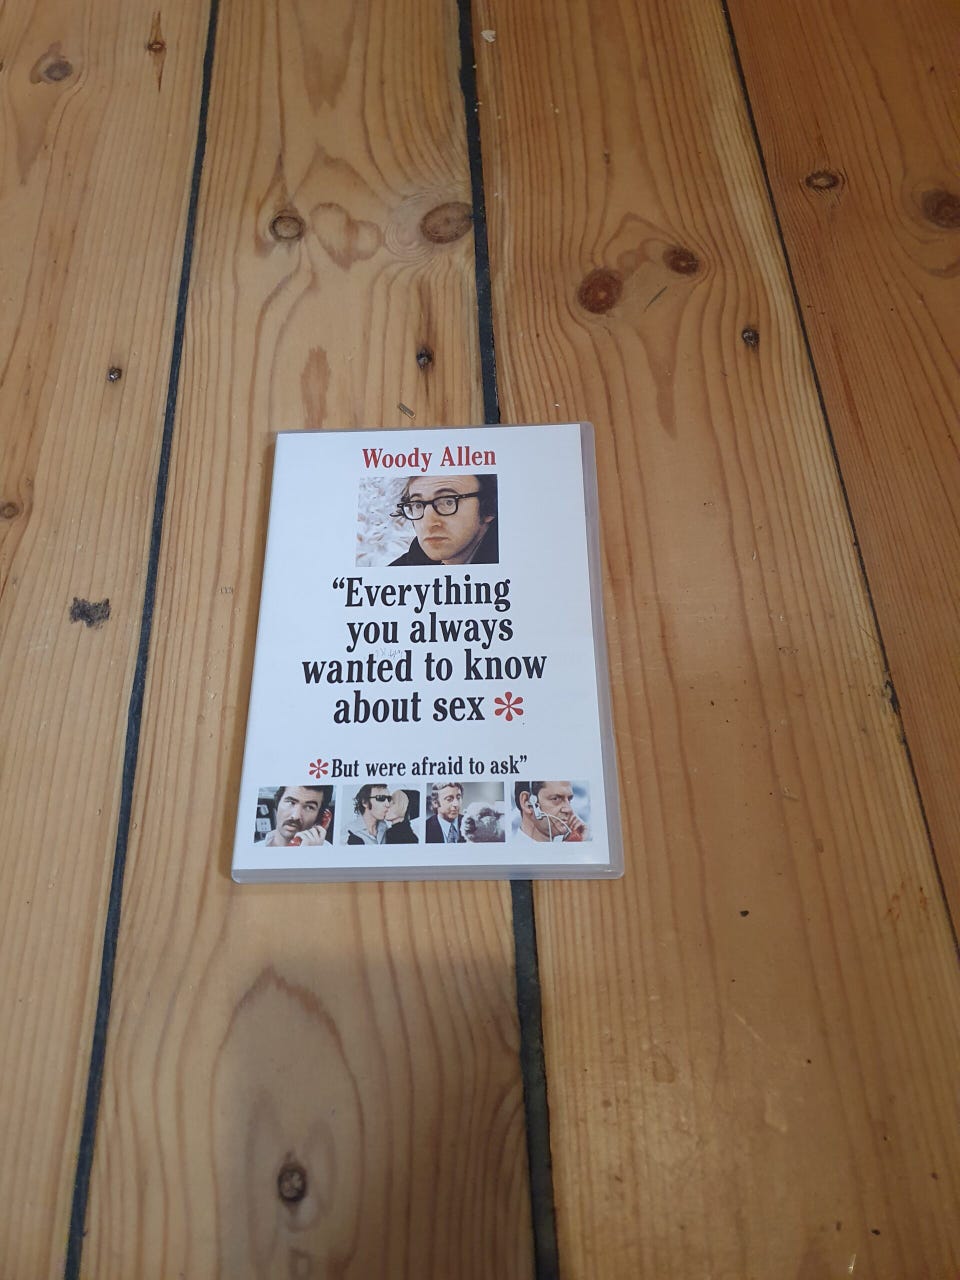 Woody Allen
“Everything
you always
wanted to know
about sex *
*But were afraid to ask”